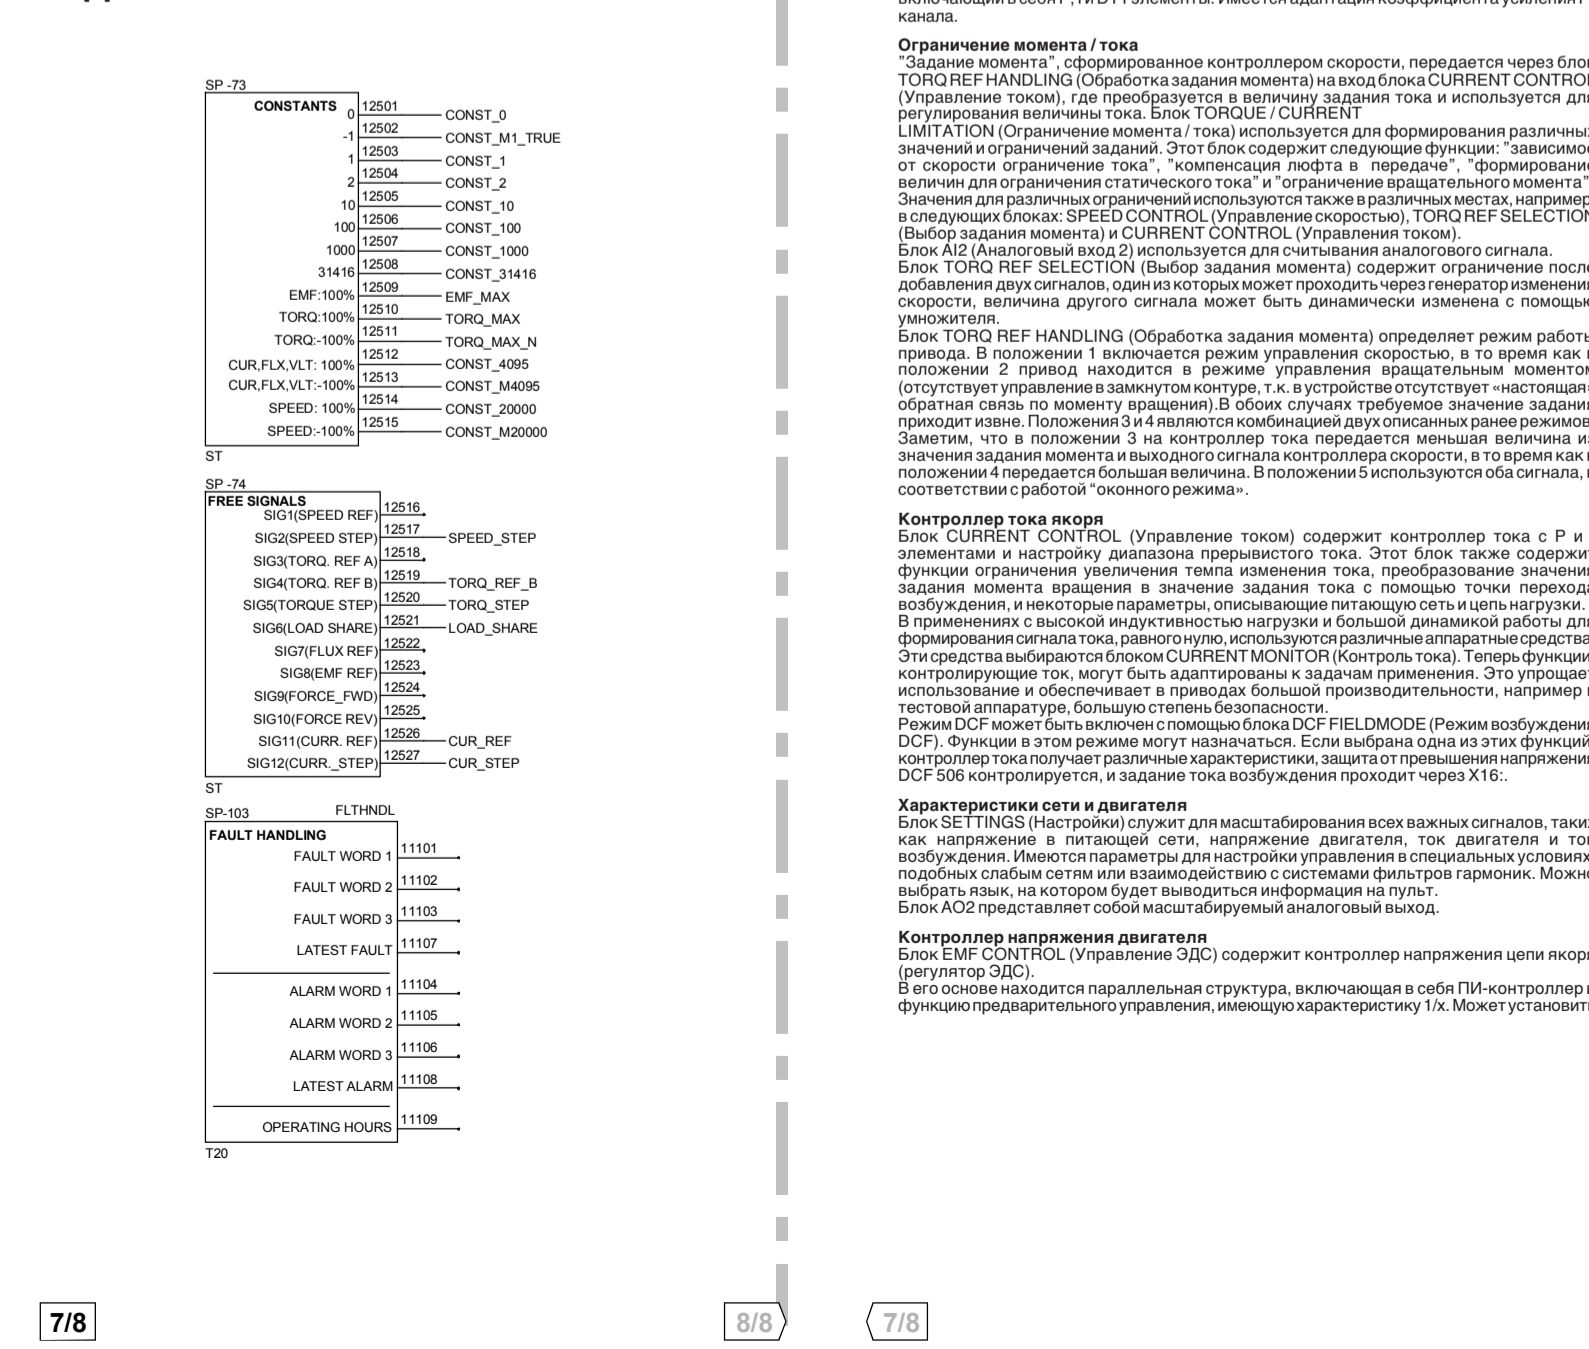 SP -73
CONSTANTS
0 12501 CONST_0
-1 12502 CONST_M1_TRUE
1 12503 CONST_1
2 12504 CONST_2
10 12505 CONST_10
100 12506 CONST_100
1000 12507 CONST_1000
31416 12508 CONST_31416
EMF:100% 12509 EMF_MAX
TORQ:100% 12510 TORQ_MAX
TORQ:-100% 12511 TORQ_MAX_N
CUR,FLX,VLT: 100% 12512 CONST_4095
CUR,FLX,VLT:-100% 12513 CONST_M4095
SPEED: 100% 12514 CONST_20000
SPEED:-100% 12515 CONST_M20000
ST
SP -74
FREE SIGNALS
SIG1(SPEED REF) 12516
SIG2(SPEED STEP) 12517 SPEED_STEP
SIG3(TORQ. REF A) 12518
SIG4(TORQ. REF B) 12519 TORQ_REF_B
SIG5(TORQUE STEP) 12520 TORQ_STEP
SIG6(LOAD SHARE) 12521 LOAD_SHARE
SIG7(FLUX REF) 12522
SIG8(EMF REF) 12523
SIG9(FORCE_FWD) 12524
SIG10(FORCE REV) 12525
SIG11(CURR. REF) 12526 CUR_REF
SIG12(CURR._STEP) 12527 CUR_STEP
ST
SP-103 FLTHNDL
FAULT HANDLING
FAULT WORD 1 11101
FAULT WORD 2 11102
FAULT WORD 3 11103
LATEST FAULT 11107
ALARM WORD 1 11104
ALARM WORD 2 11105
ALARM WORD 3 11106
LATEST ALARM 11108
OPERATING HOURS 11109
T20
7/8
8/8
канала.
Ограничение момента / тока
"Задание момента", сформированное контроллером скорости, передается через блок
TORQ REF HANDLING (Обработка задания момента) на вход блока CURRENT CONTROL
(Управление током), где преобразуется в величину задания тока и используется для
регулирования величины тока. Блок TORQUE / CURRENT
LIMITATION (Ограничение момента / тока) используется для формирования различных
значений и ограничений заданий. Этот блок содержит следующие функции: "зависимое
от скорости ограничение тока", "компенсация люфта в передаче", "формирование
величин для ограничения статического тока" и "ограничение вращательного момента"
Значения для различных ограничений используются также в различных местах, например
в следующих блоках: SPEED CONTROL (Управление скоростью), TORQ REF SELECTION
(Выбор задания момента) и CURRENT CONTROL (Управления током).
Блок AI2 (Аналоговый вход 2) используется для считывания аналогового сигнала.
Блок TORQ REF SELECTION (Выбор задания момента) содержит ограничение после
добавления двух сигналов, один из которых может проходить через генератор изменения
скорости, величина другого сигнала может быть динамически изменена с помощью
умножителя.
Блок TORQ REF HANDLING (Обработка задания момента) определяет режим работы
привода. В положении 1 включается режим управления скоростью, в то время как в
положении 2 привод находится в режиме управления вращательным моментом
(отсутствует управление в замкнутом контуре, т.к. в устройстве отсутствует «настоящая»
обратная связь по моменту вращения).В обоих случаях требуемое значение задания
приходит извне. Положения 3 и 4 являются комбинацией двух описанных ранее режимов
Заметим, что в положении 3 на контроллер тока передается меньшая величина из
значения задания момента и выходного сигнала контроллера скорости, в то время как в
положении 4 передается большая величина. В положении 5 используются оба сигнала, в
соответствии с работой “оконного режима».
Контроллер тока якоря
Блок CURRENT CONTROL (Управление током) содержит контроллер тока с P и I
элементами и настройку диапазона прерывистого тока. Этот блок также содержит
функции ограничения увеличения темпа изменения тока, преобразование значения
задания момента вращения в значение задания тока с помощью точки перехода
возбуждения, и некоторые параметры, описывающие питающую сеть и цепь нагрузки.
В применениях с высокой индуктивностью нагрузки и большой динамикой работы для
формирования сигнала тока, равного нулю, используются различные аппаратные средства
Эти средства выбираются блоком CURRENT MONITOR (Контроль тока). Теперь функции
контролирующие ток, могут быть адаптированы к задачам применения. Это упрощает
использование и обеспечивает в приводах большой производительности, например в
тестовой аппаратуре, большую степень безопасности.
Режим DCF может быть включен с помощью блока DCF FIELDMODE (Режим возбуждения
DCF). Функции в этом режиме могут назначаться. Если выбрана одна из этих функций
контроллер тока получает различные характеристики, защита от превышения напряжения
DCF 506 контролируется, и задание тока возбуждения проходит через X16:.
Характеристики сети и двигателя
Блок SETTINGS (Настройки) служит для масштабирования всех важных сигналов, таких
как напряжение в питающей сети, напряжение двигателя, ток двигателя и ток
возбуждения. Имеются параметры для настройки управления в специальных условиях
подобных слабым сетям или взаимодействию с системами фильтров гармоник. Можно
выбрать язык, на котором будет выводиться информация на пульт.
Блок AO2 представляет собой масштабируемый аналоговый выход.
Контроллер напряжения двигателя
Блок EMF CONTROL (Управление ЭДС) содержит контроллер напряжения цепи якоря
(регулятор ЭДС).
В его основе находится параллельная структура, включающая в себя ПИ-контроллер и
функцию предварительного управления, имеющую характеристику 1/x. Может установить
7/8